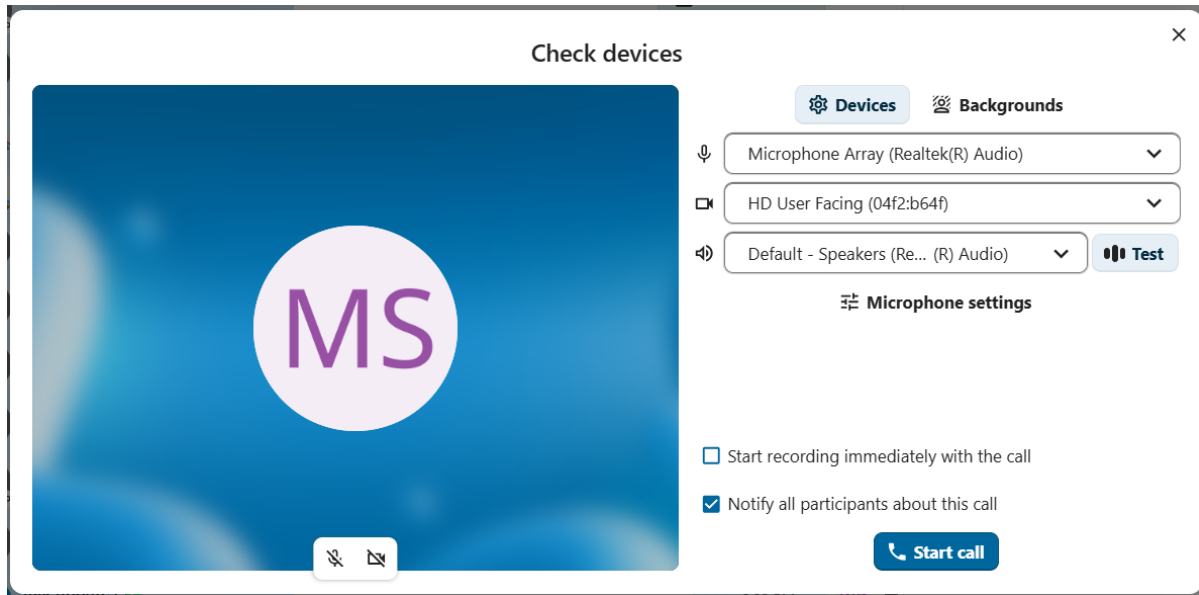 Check devices
MS
Devices
Backgrounds
Microphone Array (Realtek(R) Audio)
HD User Facing (04f2:b64f)
Default - Speakers (Re... (R) Audio)
Test
Microphone settings
Start recording immediately with the call
Notify all participants about this call
Start call